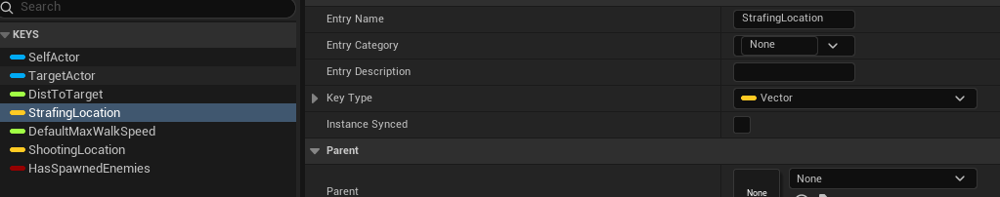 Search
KEYS
SelfActor
TargetActor
DistToTarget
StrafingLocation
DefaultMaxWalkSpeed
ShootingLocation
HasSpawnedEnemies
Entry Name StrafingLocation
Entry Category None
Entry Description
Key Type Vector
Instance Synced
Parent
Parent None None